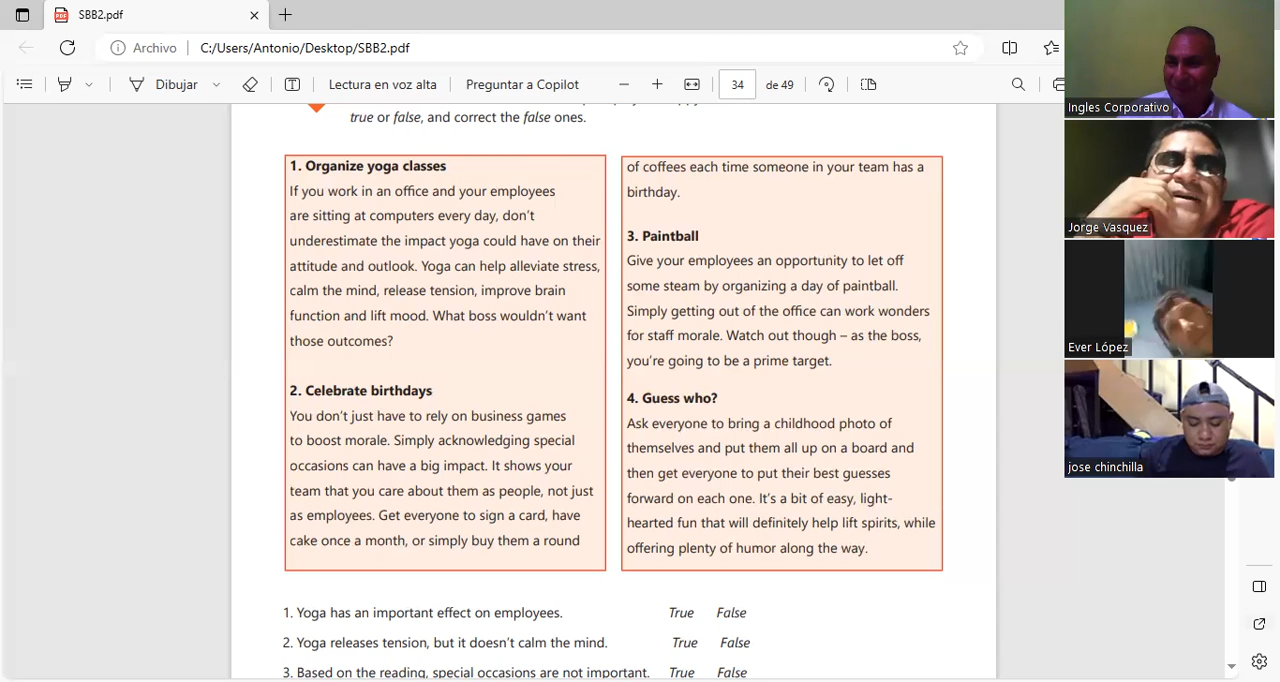 SBB2.pdf
Archivo
C:/Users/Antonio/Desktop/SBB2.pdf
Dibujar
Lectura en voz alta
Preguntar a Copilot
34
de 49
true or false, and correct the false ones.
1. Organize yoga classes
If you work in an office and your employees
are sitting at computers every day, don't
underestimate the impact yoga could have on their
attitude and outlook. Yoga can help alleviate stress,
calm the mind, release tension, improve brain
function and lift mood. What boss wouldn't want
those outcomes?
2. Celebrate birthdays
You don't just have to rely on business games
to boost morale. Simply acknowledging special
occasions can have a big impact. It shows your
team that you care about them as people, not just
as employees. Get everyone to sign a card, have
cake once a month, or simply buy them a round
of coffees each time someone in your team has a
birthday.
3. Paintball
Give your employees an opportunity to let off
some steam by organizing a day of paintball.
Simply getting out of the office can work wonders
for staff morale. Watch out though – as the boss,
you're going to be a prime target.
4. Guess who?
Ask everyone to bring a childhood photo of
themselves and put them all up on a board and
then get everyone to put their best guesses
forward on each one. It's a bit of easy, light-
hearted fun that will definitely help lift spirits, while
offering plenty of humor along the way.
1. Yoga has an important effect on employees. True False
2. Yoga releases tension, but it doesn't calm the mind. True False
3. Based on the reading, special occasions are not important. True False
Ingles Corporativo
Jorge Vasquez
Ever López
jose chinchilla